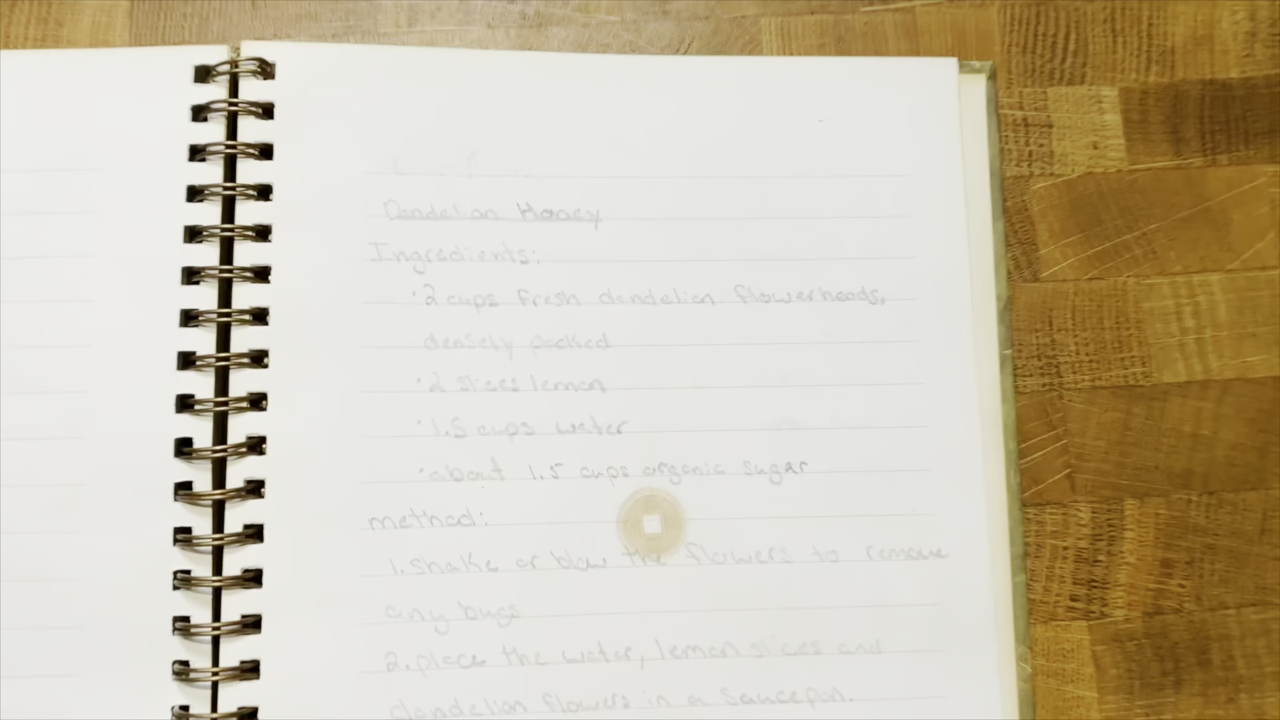 Dandelion Honey
Ingredients:
·2 cups fresh dandelion flowerheads,
densely packed
·2 slices lemon
·1.5 cups water
·about 1.5 cups organic sugar
method:
1. shake or blow the flowers to remove
any bugs
2. place the water, lemon slices and
dandelion flowers in a saucepan.